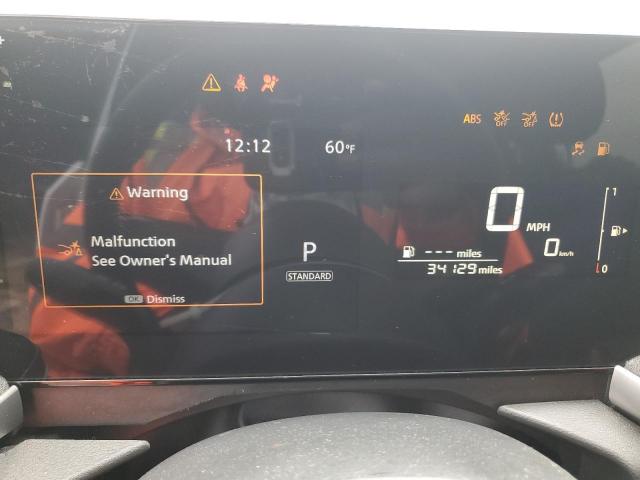 ABS OFF OFF
12:12 60°F
Warning
Malfunction
See Owner's Manual
OK Dismiss
P
STANDARD
0 MPH
0 km/h
--- miles
34129 miles
1
0